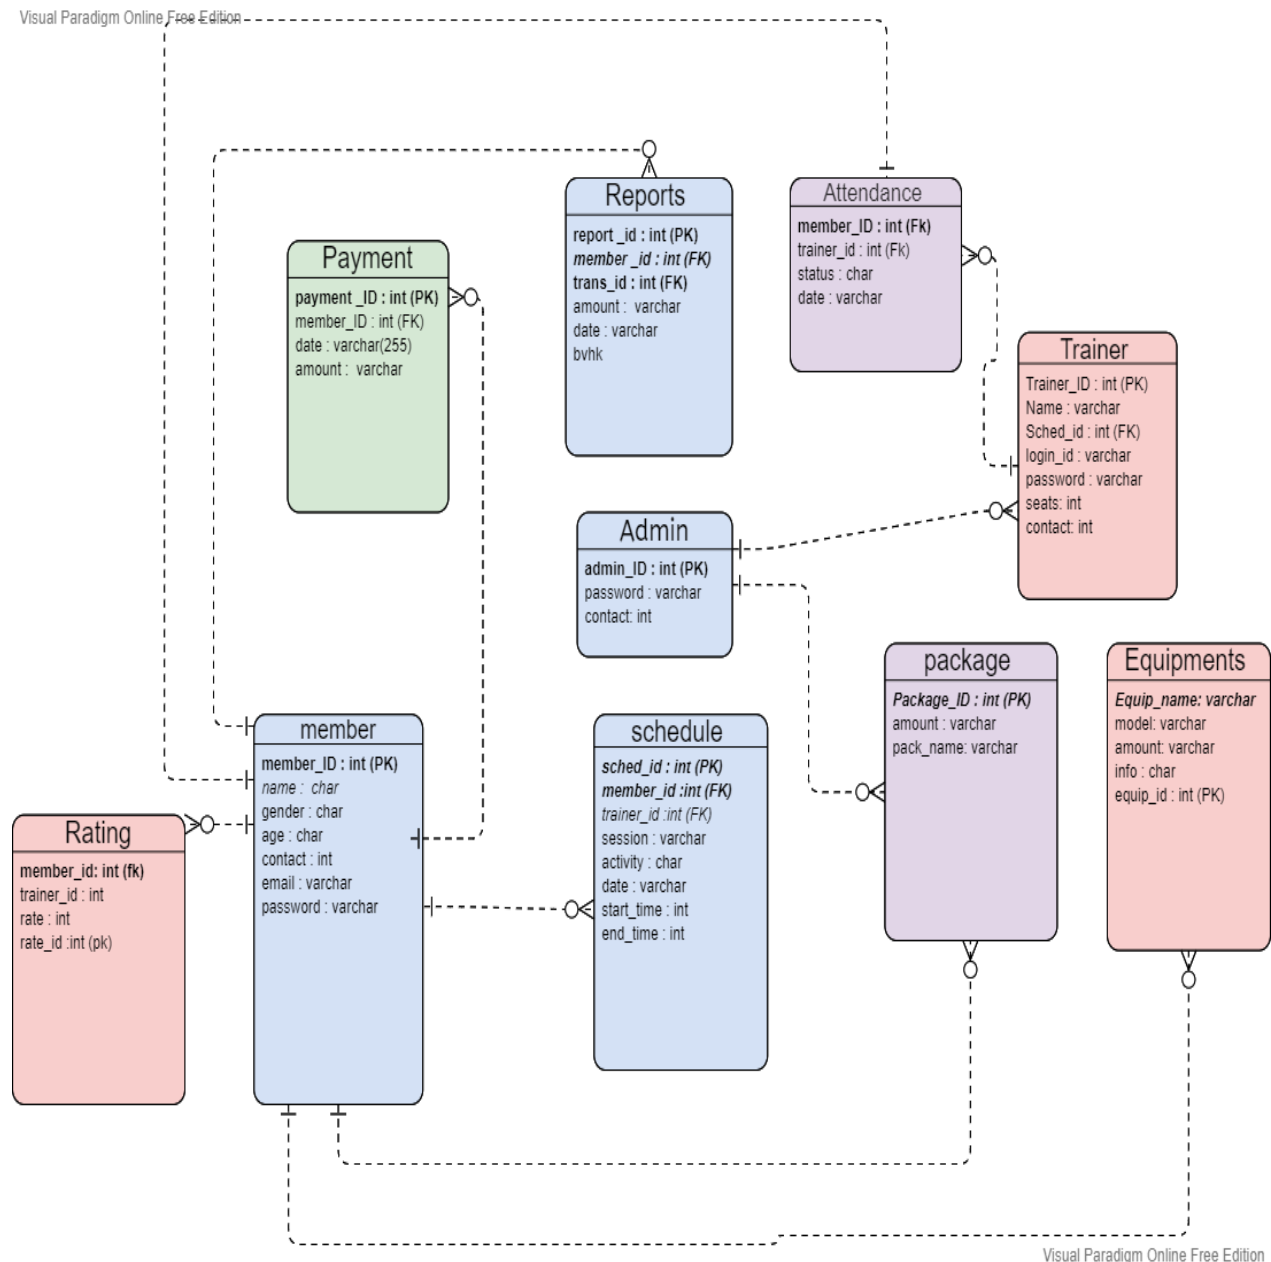 Visual Paradigm Online Free Edition
Reports
report _id : int (PK)
member _id : int (FK)
trans_id : int (FK)
amount : varchar
date : varchar
bvhk
Attendance
member_ID : int (Fk)
trainer_id : int (Fk)
status : char
date : varchar
Payment
payment _ID : int (PK)
member_ID : int (FK)
date : varchar(255)
amount : varchar
Trainer
Trainer_ID : int (PK)
Name : varchar
Sched_id : int (FK)
login_id : varchar
password : varchar
seats: int
contact: int
Admin
admin_ID : int (PK)
password : varchar
contact: int
package
Package_ID : int (PK)
amount : varchar
pack_name: varchar
Equipments
Equip_name: varchar
model: varchar
amount: varchar
info : char
equip_id : int (PK)
member
member_ID : int (PK)
name : char
gender : char
age : char
contact : int
email : varchar
password : varchar
schedule
sched_id : int (PK)
member_id :int (FK)
trainer_id :int (FK)
session : varchar
activity : char
date : varchar
start_time : int
end_time : int
Rating
member_id: int (fk)
trainer_id : int
rate : int
rate_id :int (pk)
Visual Paradigm Online Free Edition